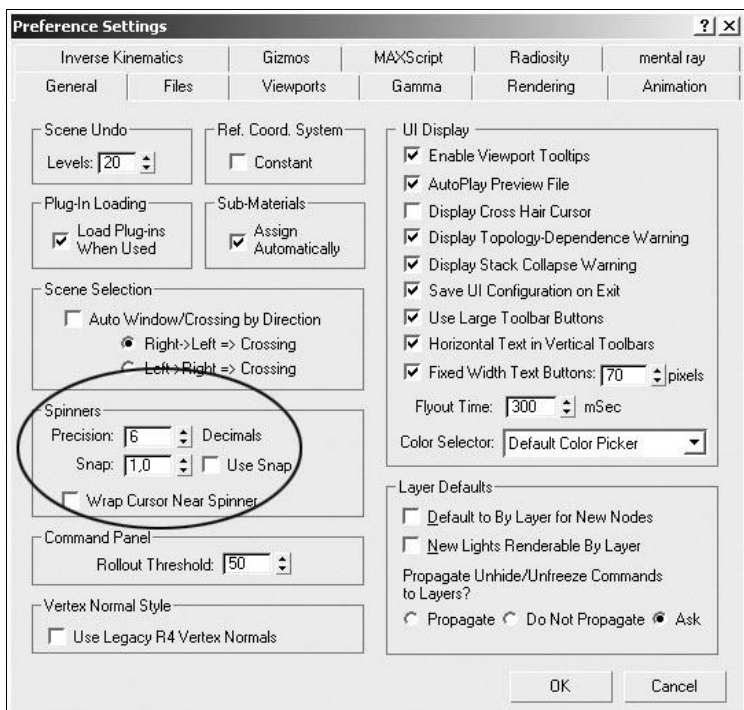 Preference Settings
Inverse Kinematics Gizmos MAXScript Radiosity mental ray
General Files Viewports Gamma Rendering Animation
Scene Undo
Levels: 20
Ref. Coord. System
Constant
Plug-In Loading
Load Plug-ins
When Used
Sub-Materials
Assign
Automatically
Scene Selection
Auto Window/Crossing by Direction
Right->Left => Crossing
Left->Right => Crossing
Spinners
Precision: 6 Decimals
Snap: 1,0 Use Snap
Wrap Cursor Near Spinner
Command Panel
Rollout Threshold: 50
Vertex Normal Style
Use Legacy R4 Vertex Normals
UI Display
Enable Viewport Tooltips
AutoPlay Preview File
Display Cross Hair Cursor
Display Topology-Dependence Warning
Display Stack Collapse Warning
Save UI Configuration on Exit
Use Large Toolbar Buttons
Horizontal Text in Vertical Toolbars
Fixed Width Text Buttons: 70 pixels
Flyout Time: 300 mSec
Color Selector: Default Color Picker
Layer Defaults
Default to By Layer for New Nodes
New Lights Renderable By Layer
Propagate Unhide/Unfreeze Commands
to Layers?
Propagate Do Not Propagate Ask
OK Cancel